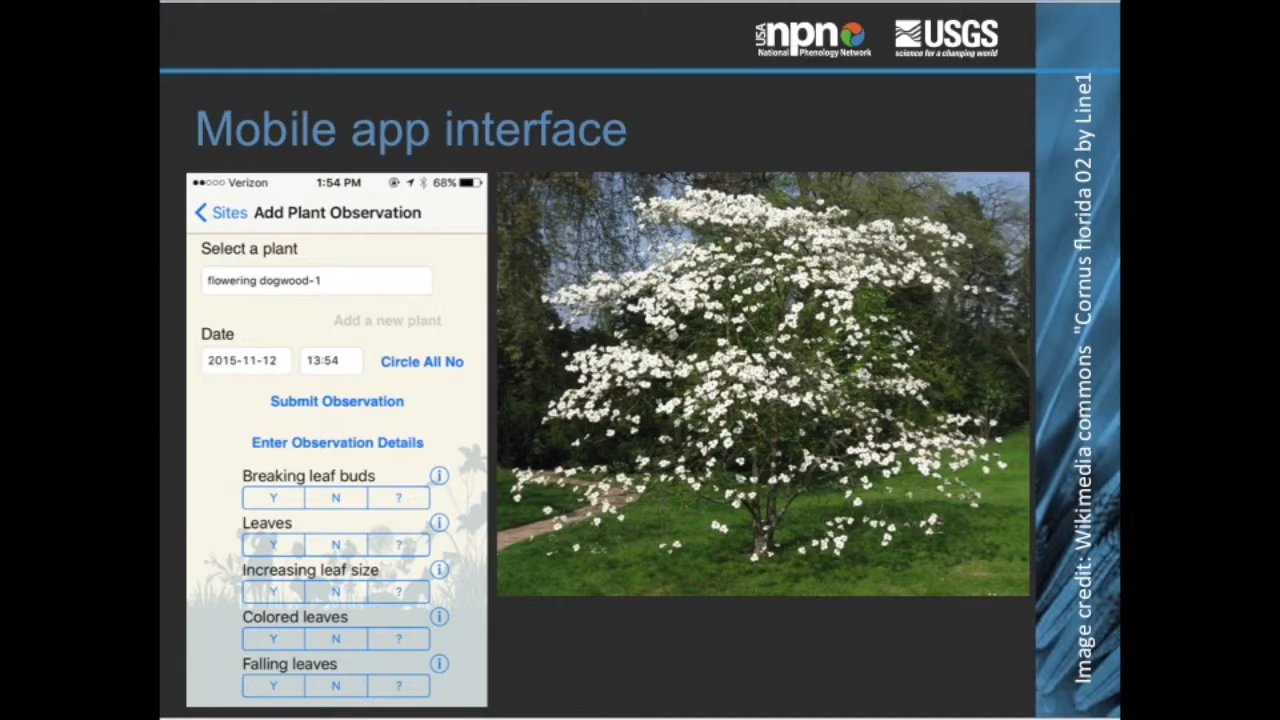 USA npn
National Phenology Network
USGS
science for a changing world
Mobile app interface
Verizon 1:54 PM 68%
Sites Add Plant Observation
Select a plant
flowering dogwood-1
Add a new plant
Date
2015-11-12 13:54 Circle All No
Submit Observation
Enter Observation Details
Breaking leaf buds i
Y N ?
Leaves i
Y N ?
Increasing leaf size i
Y N ?
Colored leaves i
Y N ?
Falling leaves i
Y N ?
Image credit: Wikimedia commons "Cornus florida 02 by Line1